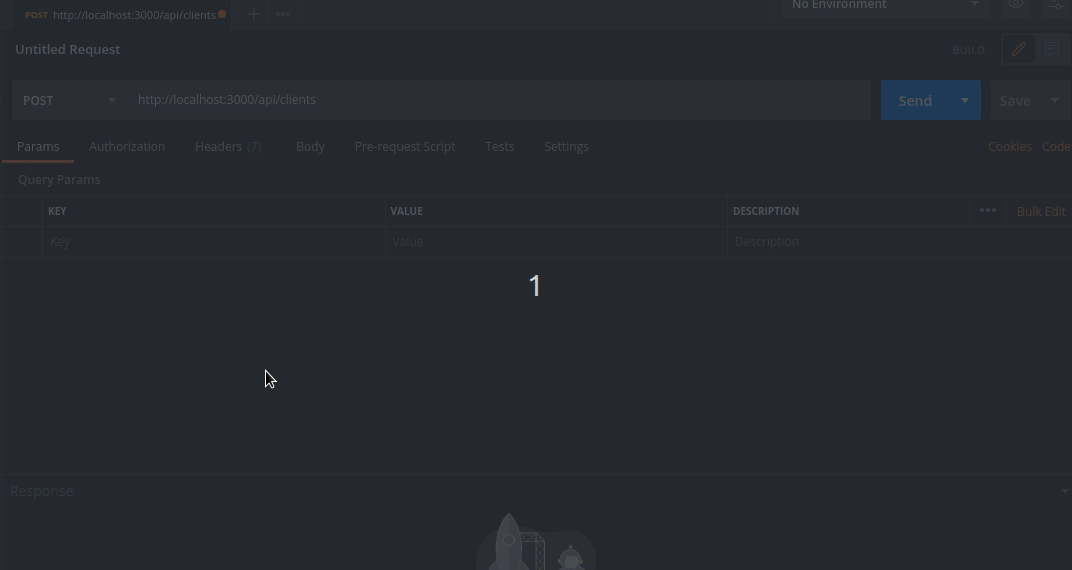 POST http://localhost:3000/api/clients
No Environment
Untitled Request
BUILD
POST
http://localhost:3000/api/clients
Send
Save
Params Authorization Headers (7) Body Pre-request Script Tests Settings Cookies Code
Query Params
KEY VALUE DESCRIPTION Bulk Edit
Key Value Description
1
Response